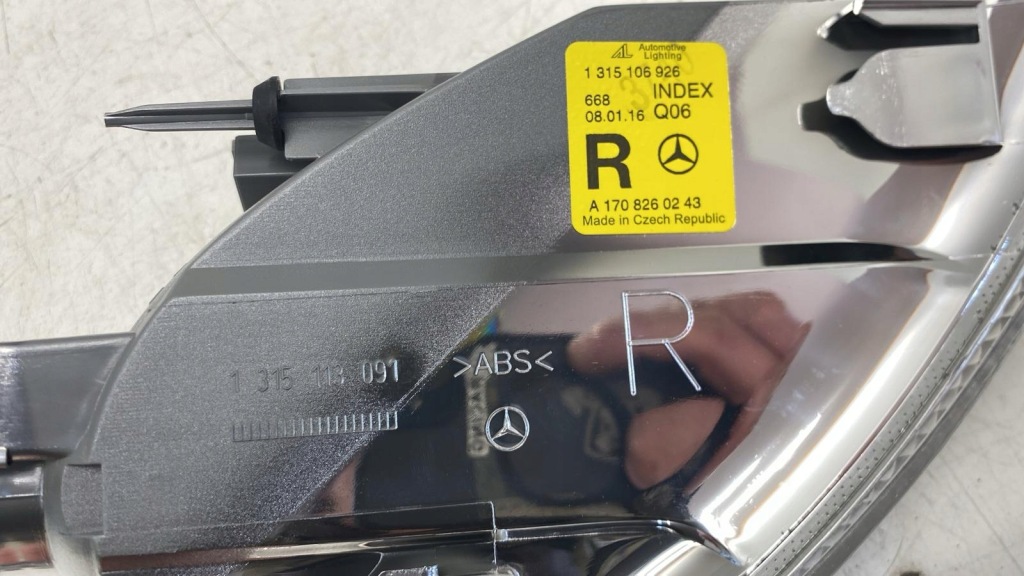 AL Automotive
Lighting
1 315 106 926
668 INDEX
08.01.16 Q06
R
A 170 826 02 43
Made in Czech Republic
R
>ABS<
1 315 113 091